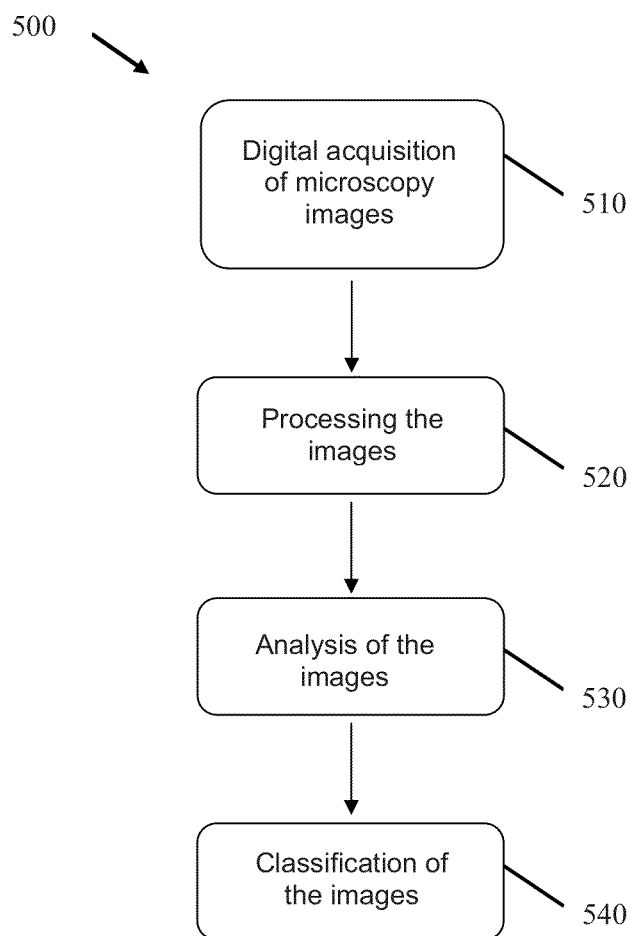 500
Digital acquisition
of microscopy
images
510
Processing the
images
520
Analysis of the
images
530
Classification of
the images
540